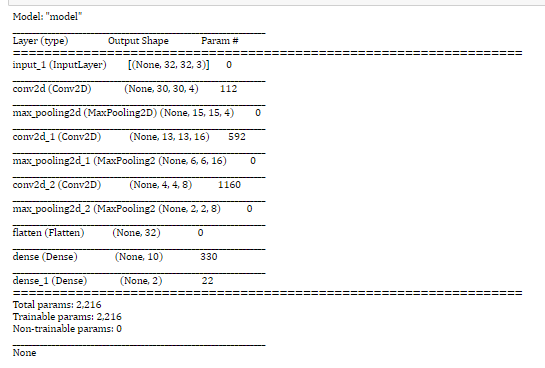 Model: "model"
Layer (type) Output Shape Param #
input_1 (InputLayer) [(None, 32, 32, 3)] 0
conv2d (Conv2D) (None, 30, 30, 4) 112
max_pooling2d (MaxPooling2D) (None, 15, 15, 4) 0
conv2d_1 (Conv2D) (None, 13, 13, 16) 592
max_pooling2d_1 (MaxPooling2 (None, 6, 6, 16) 0
conv2d_2 (Conv2D) (None, 4, 4, 8) 1160
max_pooling2d_2 (MaxPooling2 (None, 2, 2, 8) 0
flatten (Flatten) (None, 32) 0
dense (Dense) (None, 10) 330
dense_1 (Dense) (None, 2) 22
Total params: 2,216
Trainable params: 2,216
Non-trainable params: 0
None